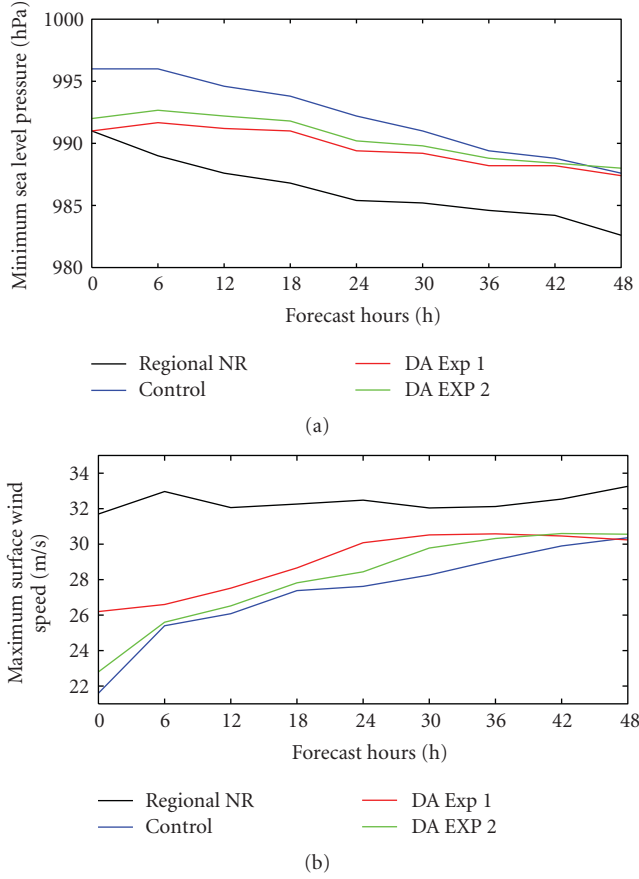 1000
995
990
985
980
Minimum sea level pressure (hPa)
0 6 12 18 24 30 36 42 48
Forecast hours (h)
Regional NR
Control
DA Exp 1
DA EXP 2
(a)
34
32
30
28
26
24
22
Maximum surface wind
speed (m/s)
0 6 12 18 24 30 36 42 48
Forecast hours (h)
Regional NR
Control
DA Exp 1
DA EXP 2
(b)